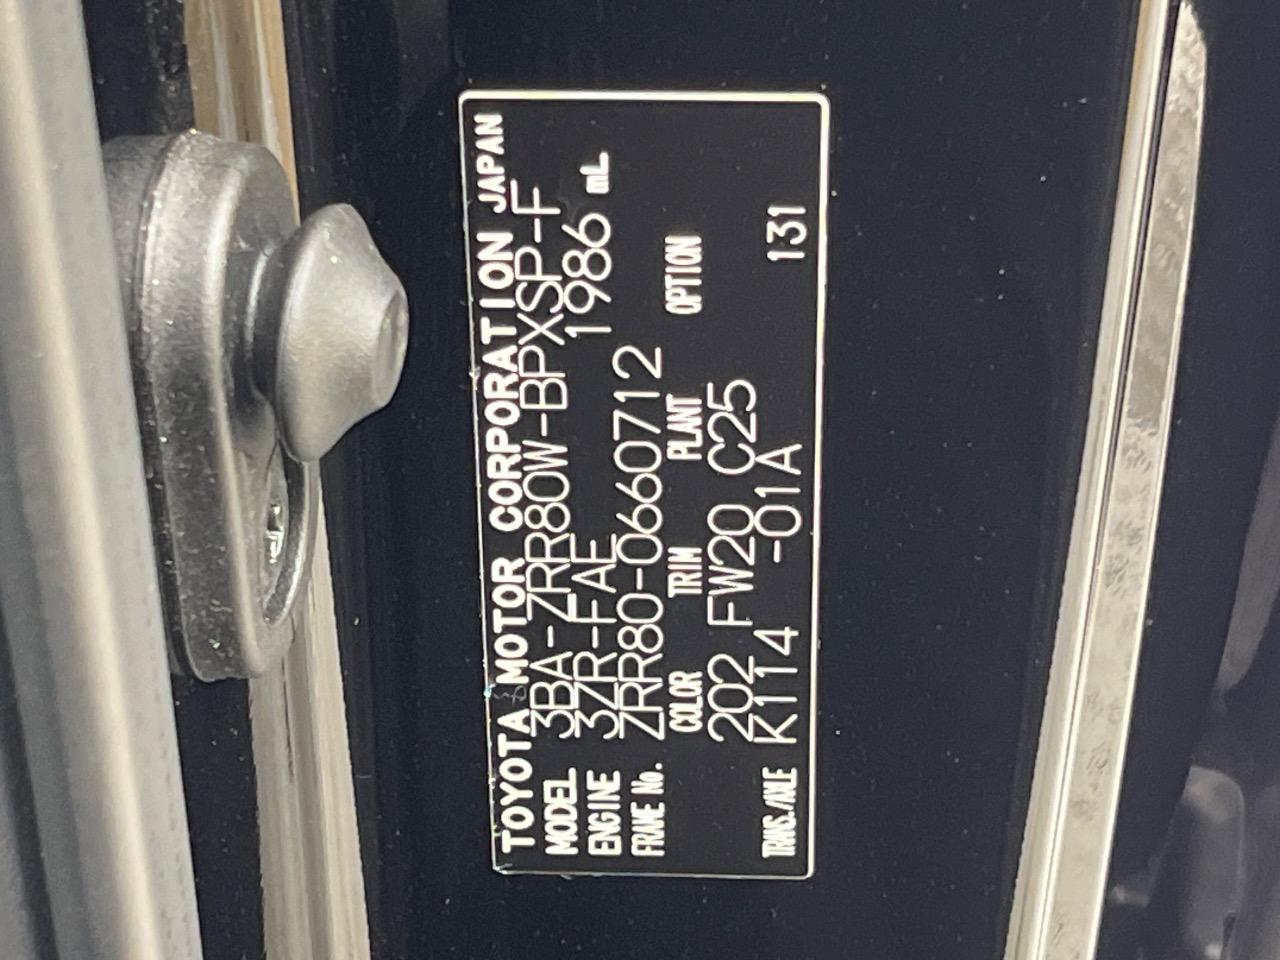 TOYOTA MOTOR CORPORATION JAPAN
MODEL 3BA-ZRR80W-BPXSP-F
ENGINE 3ZR-FAE 1986 mL
FRAME No. ZRR80-0660712
COLOR TRIM PLANT OPTION
202 FW20 C25
TRANS./AXLE K114 -01A 131